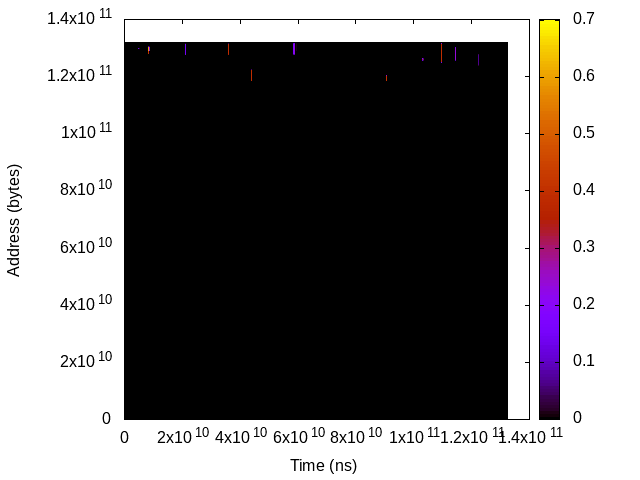 1.4x10 11
1.2x10 11
1x10 11
8x10 10
6x10 10
4x10 10
2x10 10
0
Address (bytes)
0 2x10 10 4x10 10 6x10 10 8x10 10 1x10 11 1.2x10 11 1.4x10 11
Time (ns)
0.7
0.6
0.5
0.4
0.3
0.2
0.1
0